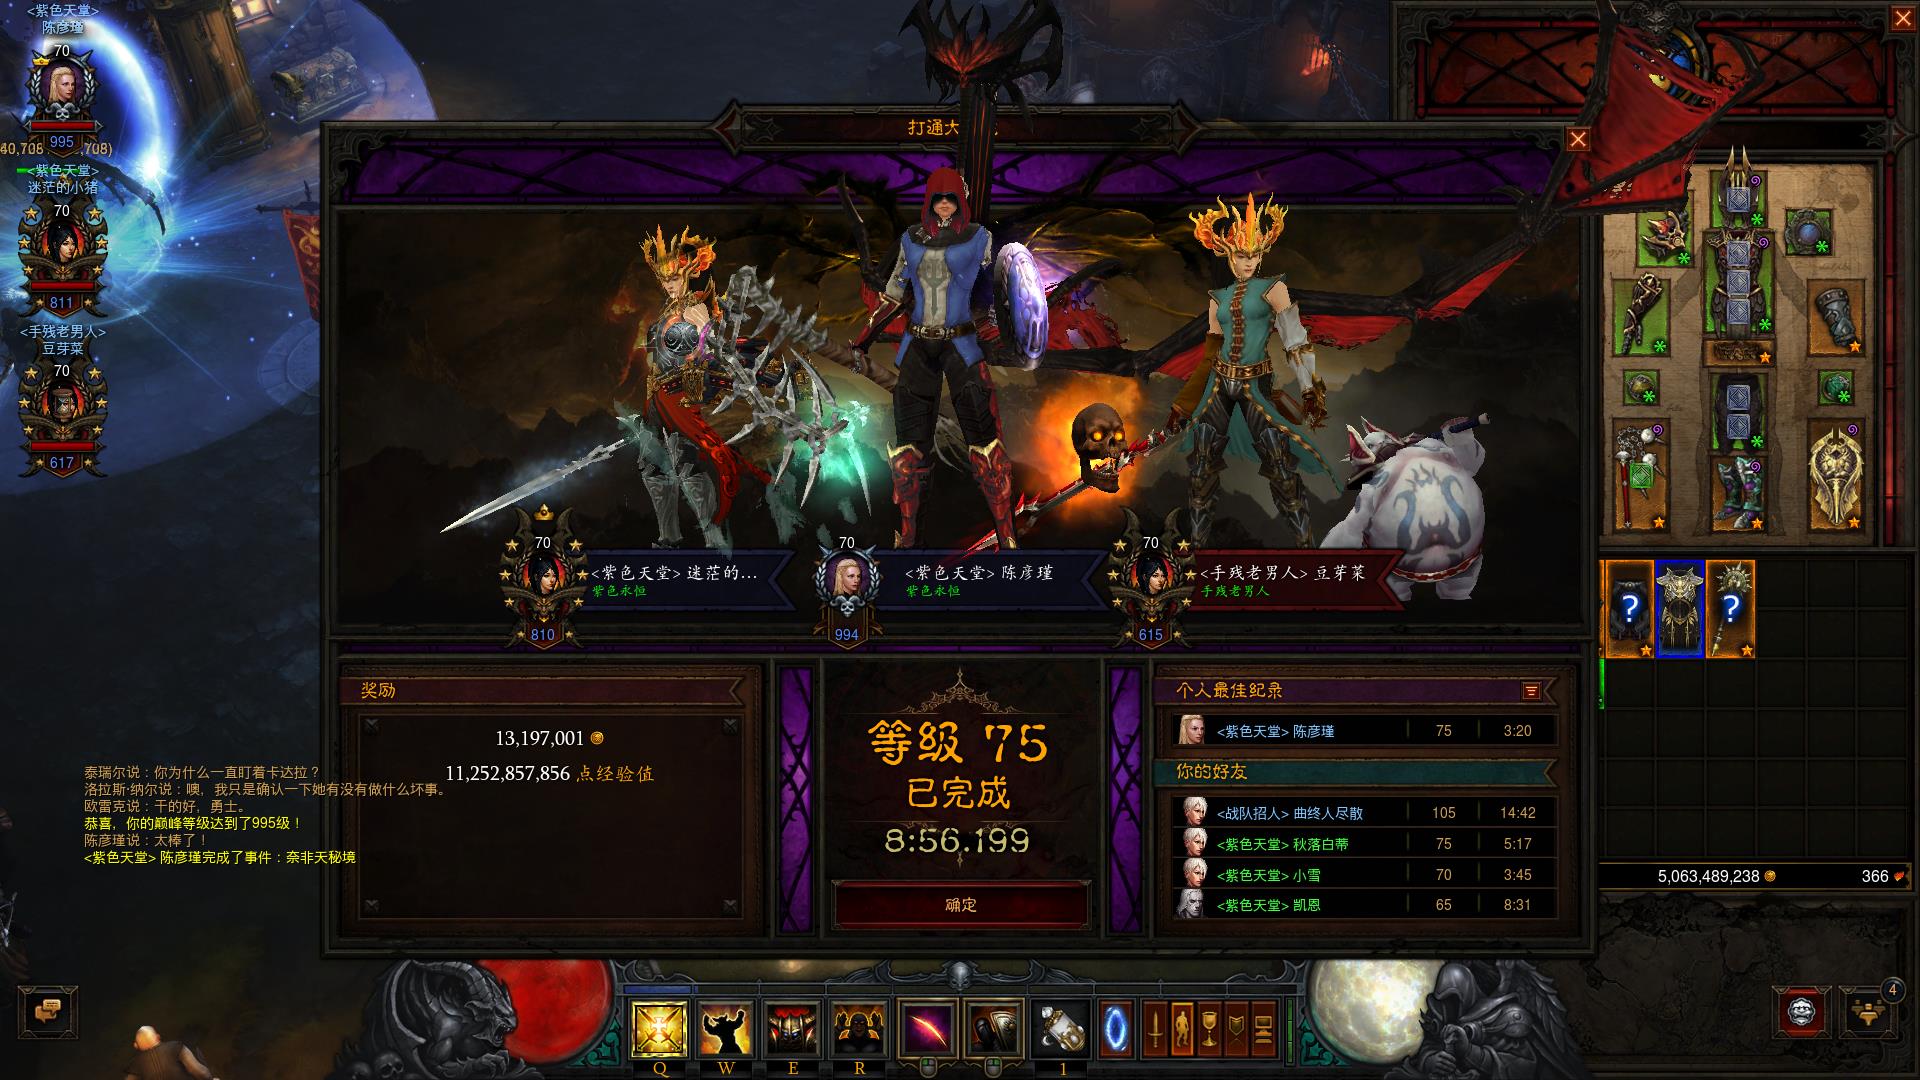 <紫色天堂>
陈彦瑾
70
995
40,708
,708)
<紫色天堂>
迷茫的小猪
70
811
<手残老男人>
豆芽菜
70
617
打通大
70
<紫色天堂> 迷茫的...
紫色永恒
810
70
<紫色天堂> 陈彦瑾
紫色永恒
994
70
<手残老男人> 豆芽菜
手残老男人
615
奖励
13,197,001
11,252,857,856 点经验值
等级 75
已完成
8:56.199
确定
个人最佳纪录
<紫色天堂> 陈彦瑾 75 3:20
你的好友
<战队招人> 曲终人尽散 105 14:42
<紫色天堂> 秋落白蒂 75 5:17
<紫色天堂> 小雪 70 3:45
<紫色天堂> 凯恩 65 8:31
泰瑞尔说：你为什么一直盯着卡达拉？
洛拉斯·纳尔说：噢，我只是确认一下她有没有做什么坏事。
欧雷克说：干的好，勇士。
恭喜，你的巅峰等级达到了995级！
陈彦瑾说：太棒了！
<紫色天堂> 陈彦瑾完成了事件：奈非天秘境
? ?
5,063,489,238 366
4
Q W E R 1